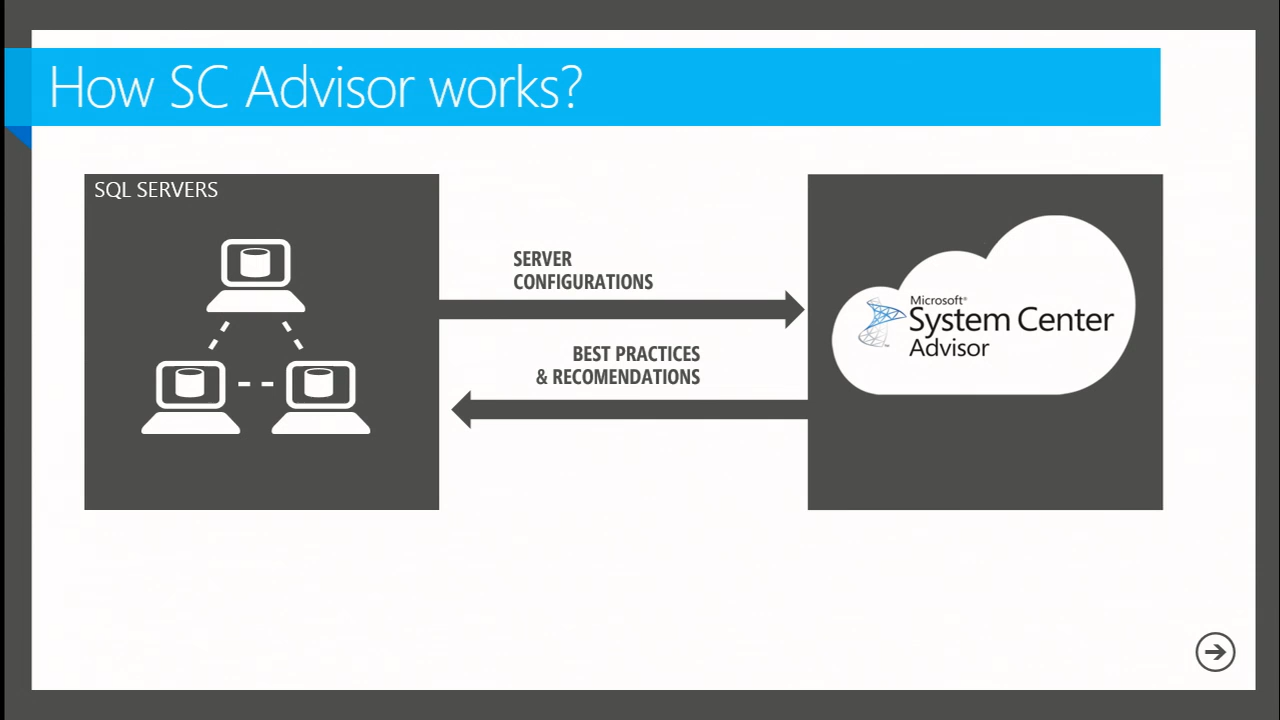 How SC Advisor works?
SQL SERVERS
SERVER
CONFIGURATIONS
BEST PRACTICES
& RECOMENDATIONS
Microsoft®
System Center
Advisor